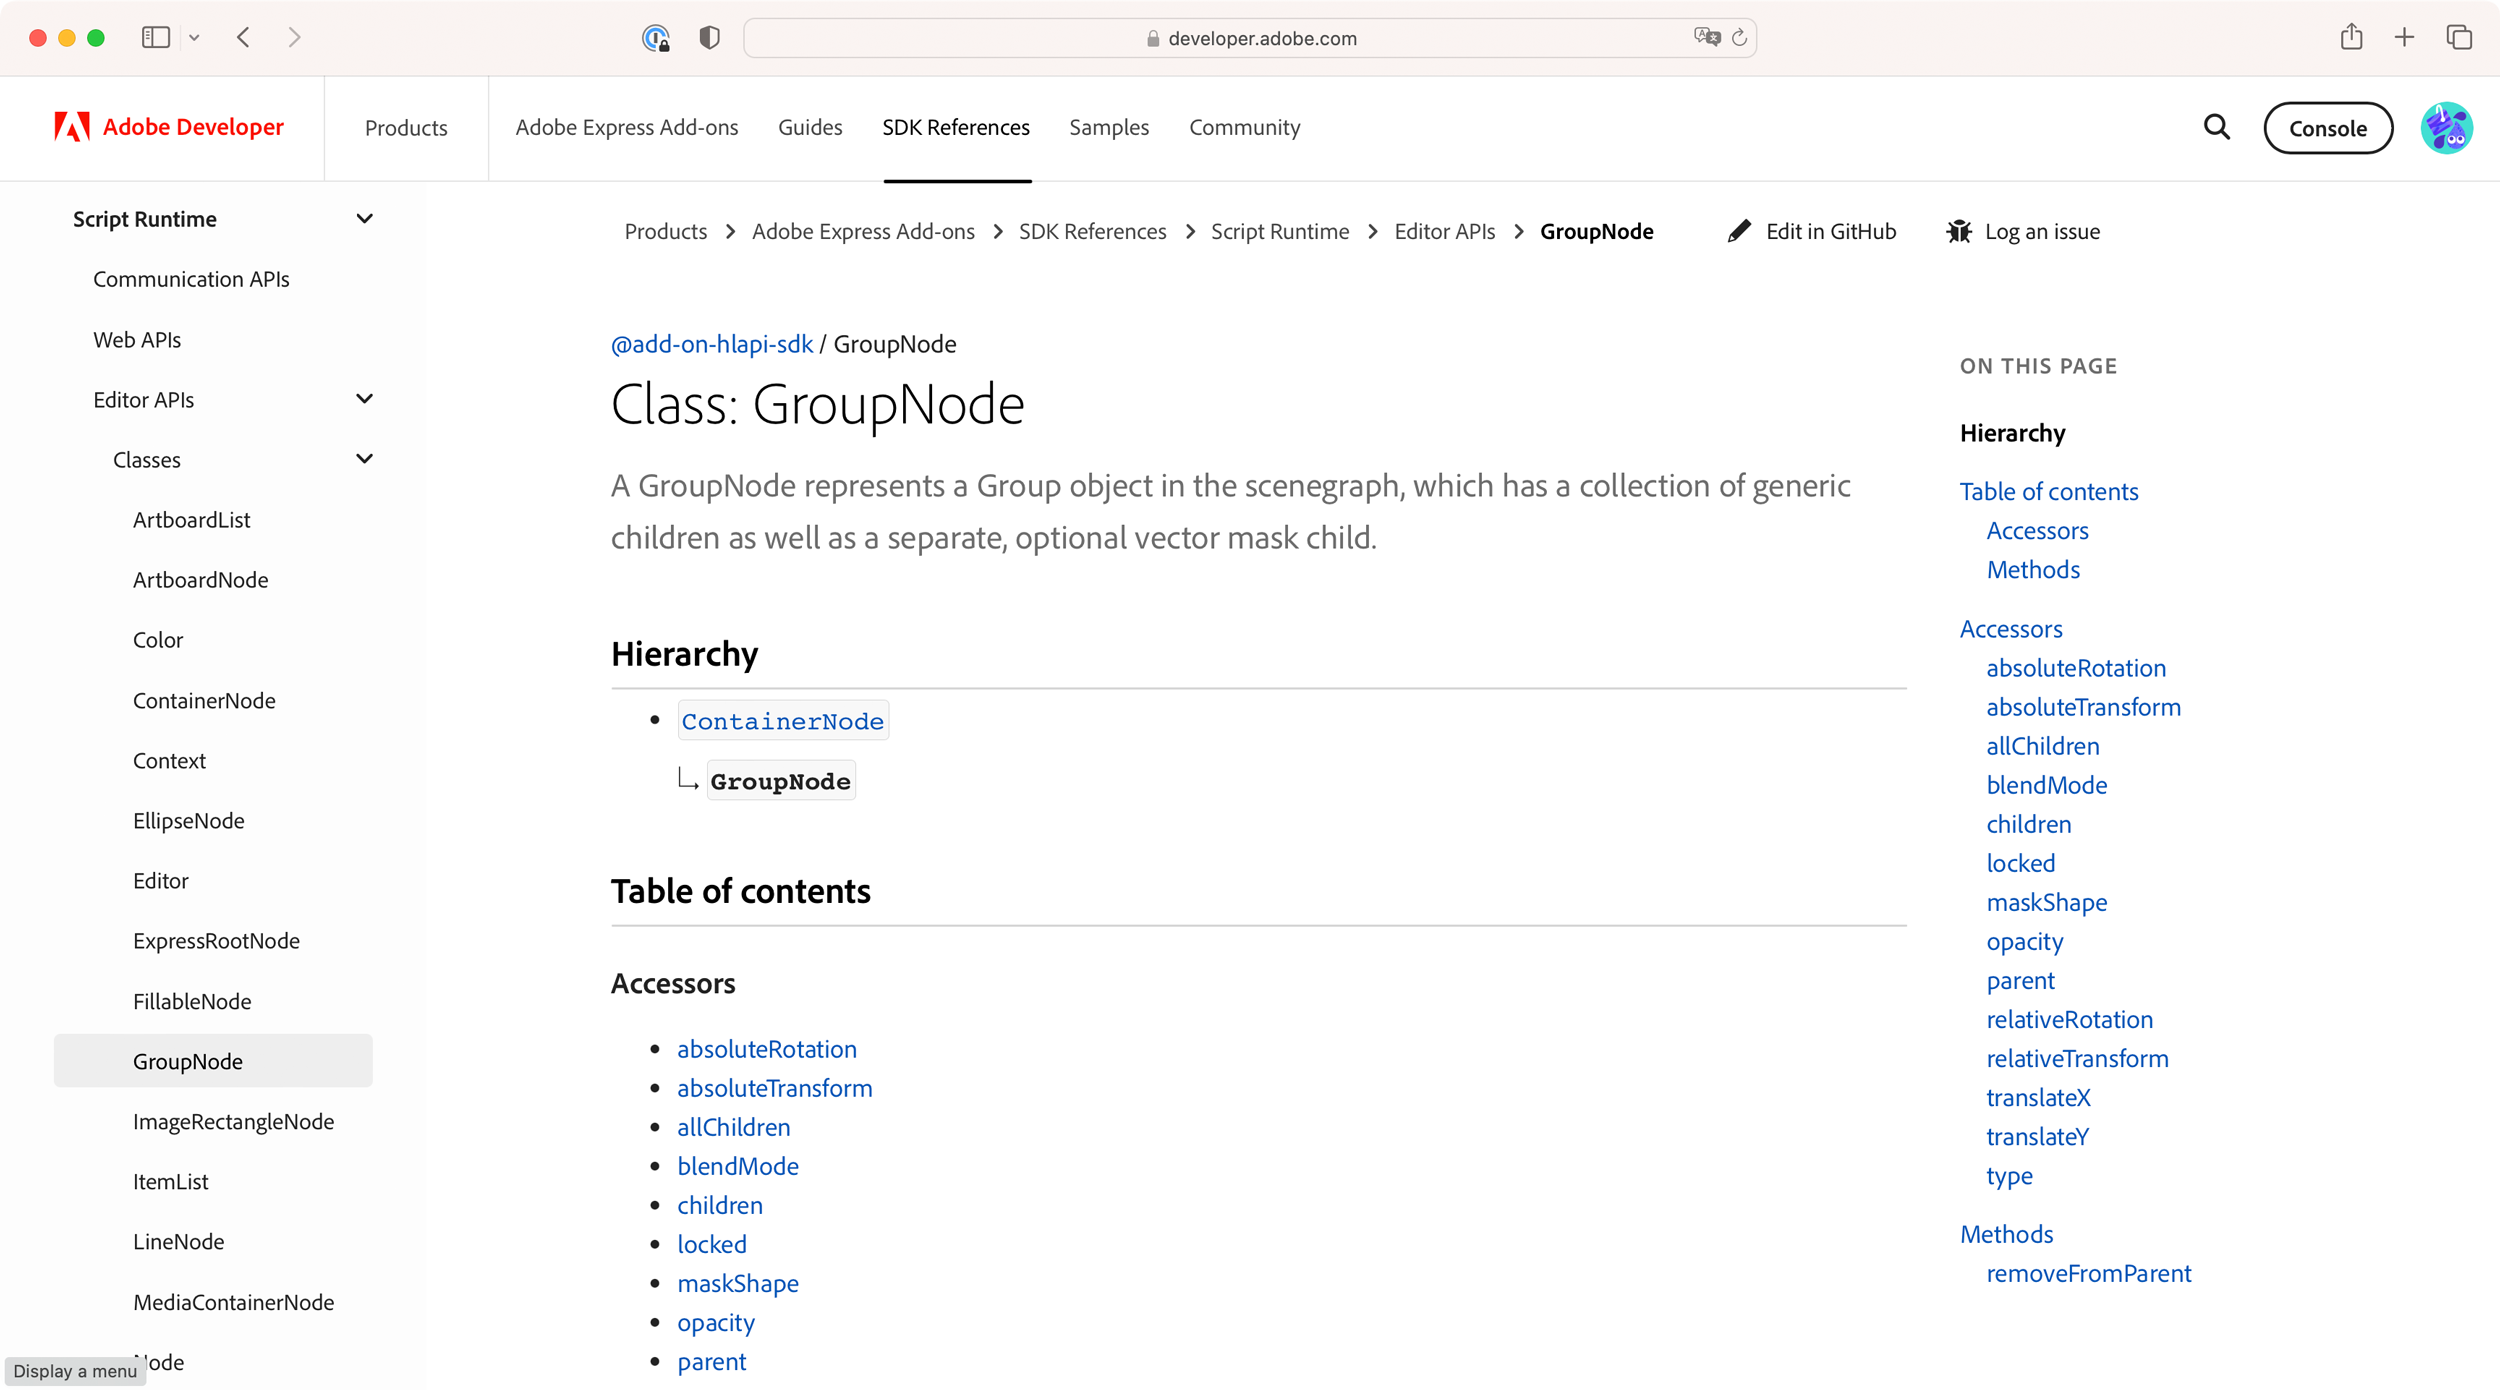 developer.adobe.com
Adobe Developer
Products
Adobe Express Add-ons
Guides
SDK References
Samples
Community
Console
Script Runtime
Communication APIs
Web APIs
Editor APIs
Classes
ArtboardList
ArtboardNode
Color
ContainerNode
Context
EllipseNode
Editor
ExpressRootNode
FillableNode
GroupNode
ImageRectangleNode
ItemList
LineNode
MediaContainerNode
Display a menu
Products > Adobe Express Add-ons > SDK References > Script Runtime > Editor APIs > GroupNode
Edit in GitHub
Log an issue
@add-on-hlapi-sdk / GroupNode
Class: GroupNode
A GroupNode represents a Group object in the scenegraph, which has a collection of generic
children as well as a separate, optional vector mask child.
Hierarchy
ContainerNode
GroupNode
Table of contents
Accessors
absoluteRotation
absoluteTransform
allChildren
blendMode
children
locked
maskShape
opacity
parent
ON THIS PAGE
Hierarchy
Table of contents
Accessors
Methods
Accessors
absoluteRotation
absoluteTransform
allChildren
blendMode
children
locked
maskShape
opacity
parent
relativeRotation
relativeTransform
translateX
translateY
type
Methods
removeFromParent